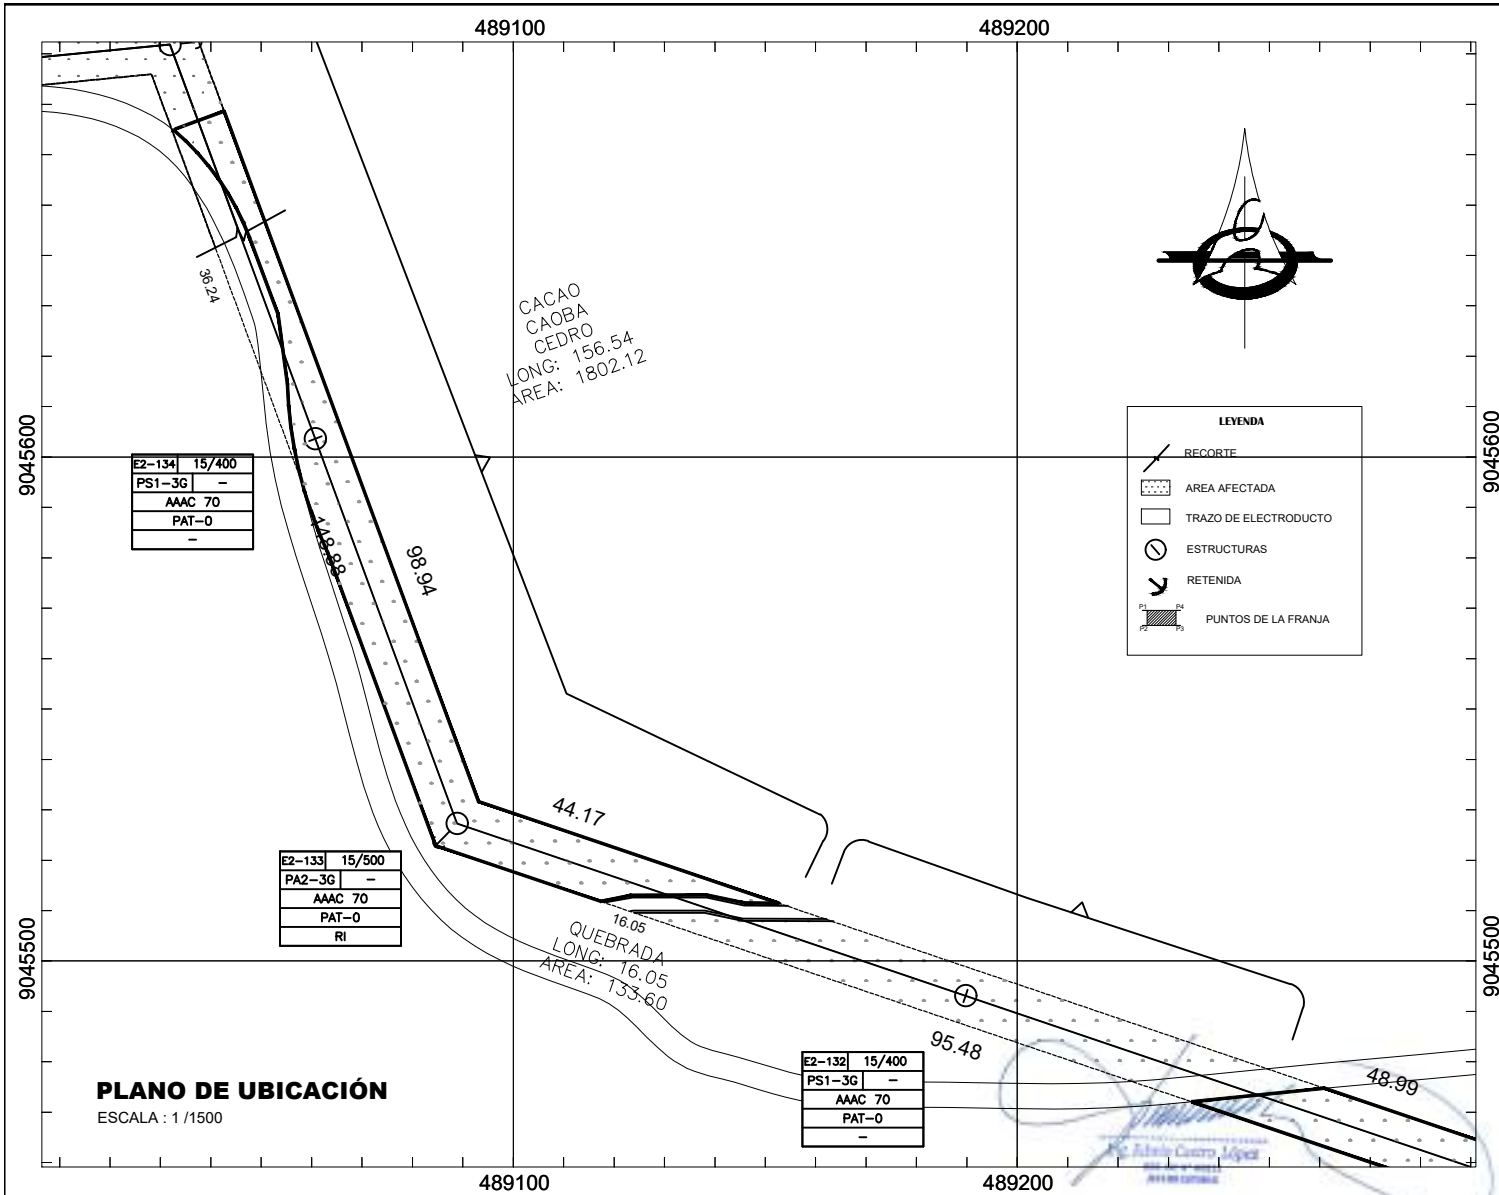 489100
489200
9045600
9045600
9045500
9045500
36.24
CACAO
CAOBA
CEDRO
LONG: 156.54
AREA: 1802.12
LEYENDA
RECORTE
AREA AFECTADA
TRAZO DE ELECTRODUCTO
ESTRUCTURAS
RETENIDA
P1 P4
P2 P3
PUNTOS DE LA FRANJA
E2-134 15/400
PS1-3G -
AAAC 70
PAT-0
-
148.88
98.94
44.17
E2-133 15/500
PA2-3G -
AAAC 70
PAT-0
RI
16.05
QUEBRADA
LONG: 16.05
AREA: 133.60
95.48
48.99
E2-132 15/400
PS1-3G -
AAAC 70
PAT-0
-
PLANO DE UBICACIÓN
ESCALA : 1 /1500
Castro López
489100
489200